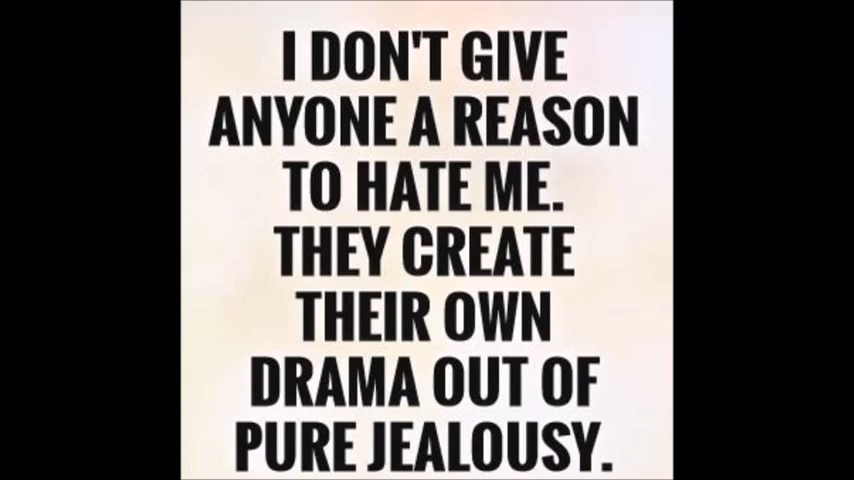 I DON'T GIVE
ANYONE A REASON
TO HATE ME.
THEY CREATE
THEIR OWN
DRAMA OUT OF
PURE JEALOUSY.